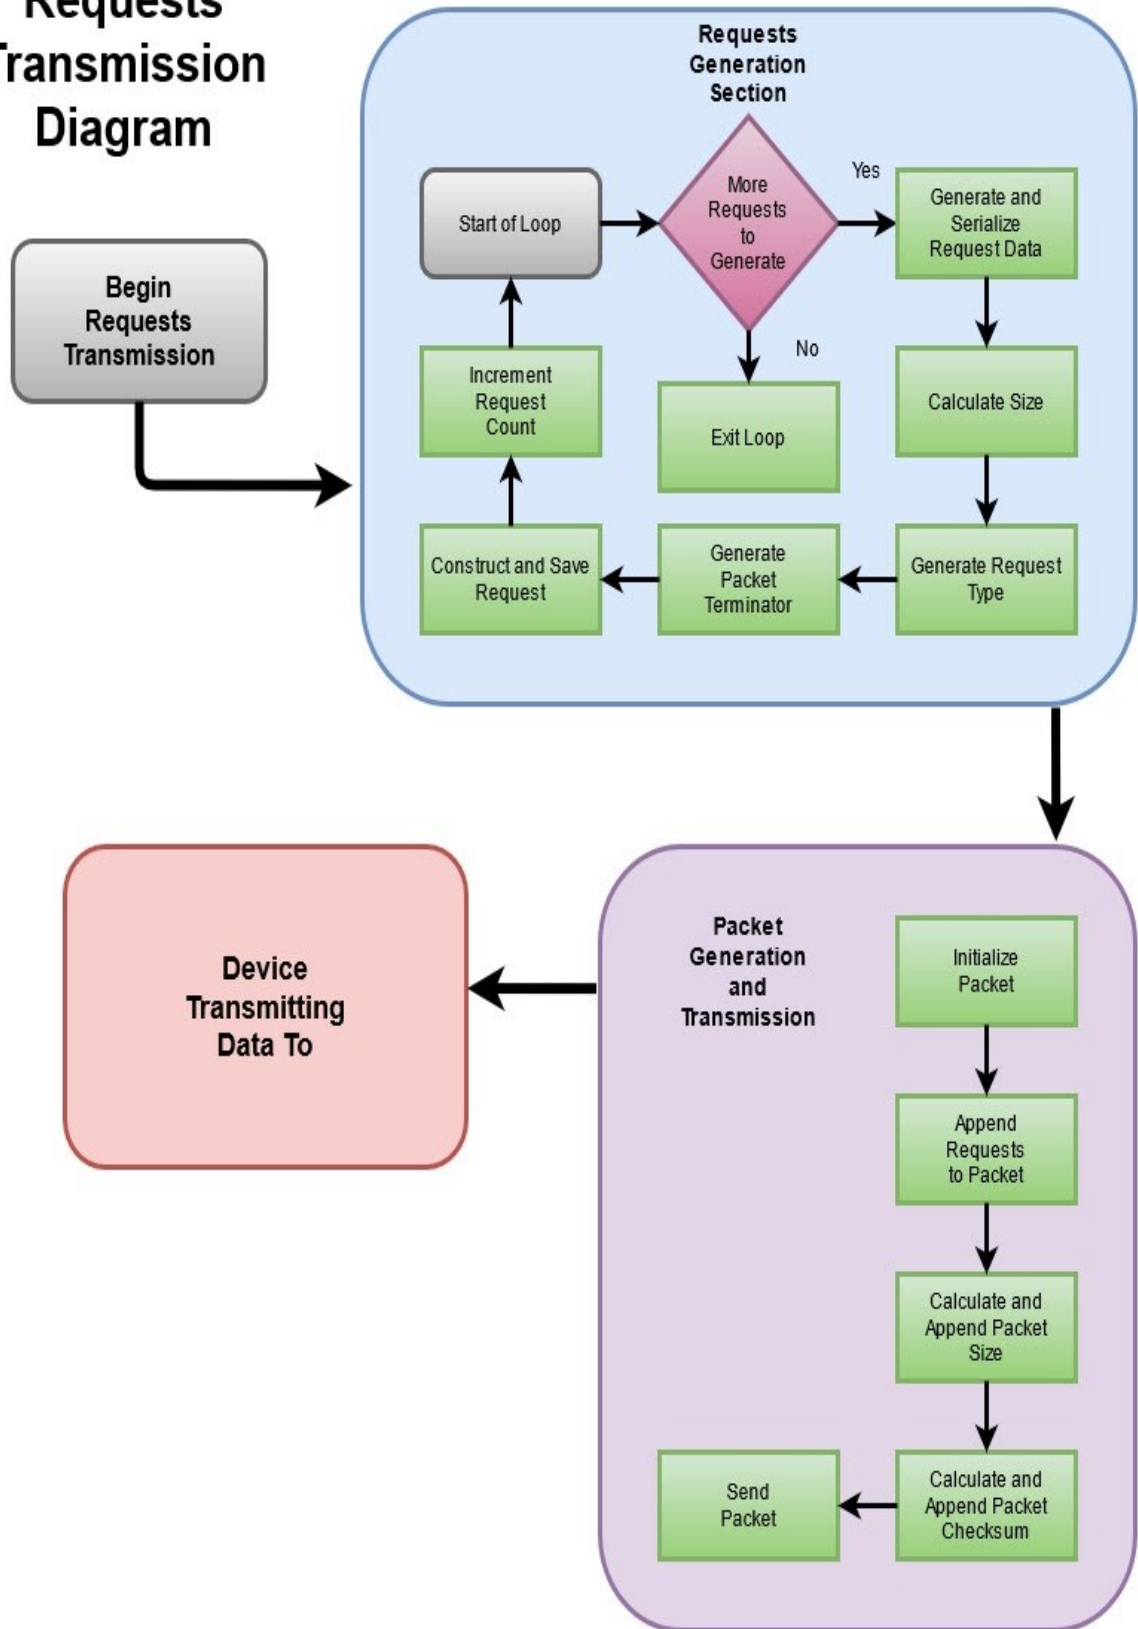 Requests
Transmission
Diagram
Requests
Generation
Section
Begin
Requests
Transmission
Start of Loop
More
Requests
to
Generate
Yes
No
Generate and
Serialize
Request Data
Increment
Request
Count
Exit Loop
Calculate Size
Construct and Save
Request
Generate
Packet
Terminator
Generate Request
Type
Device
Transmitting
Data To
Packet
Generation
and
Transmission
Initialize
Packet
Append
Requests
to Packet
Calculate and
Append Packet
Size
Calculate and
Append Packet
Checksum
Send
Packet